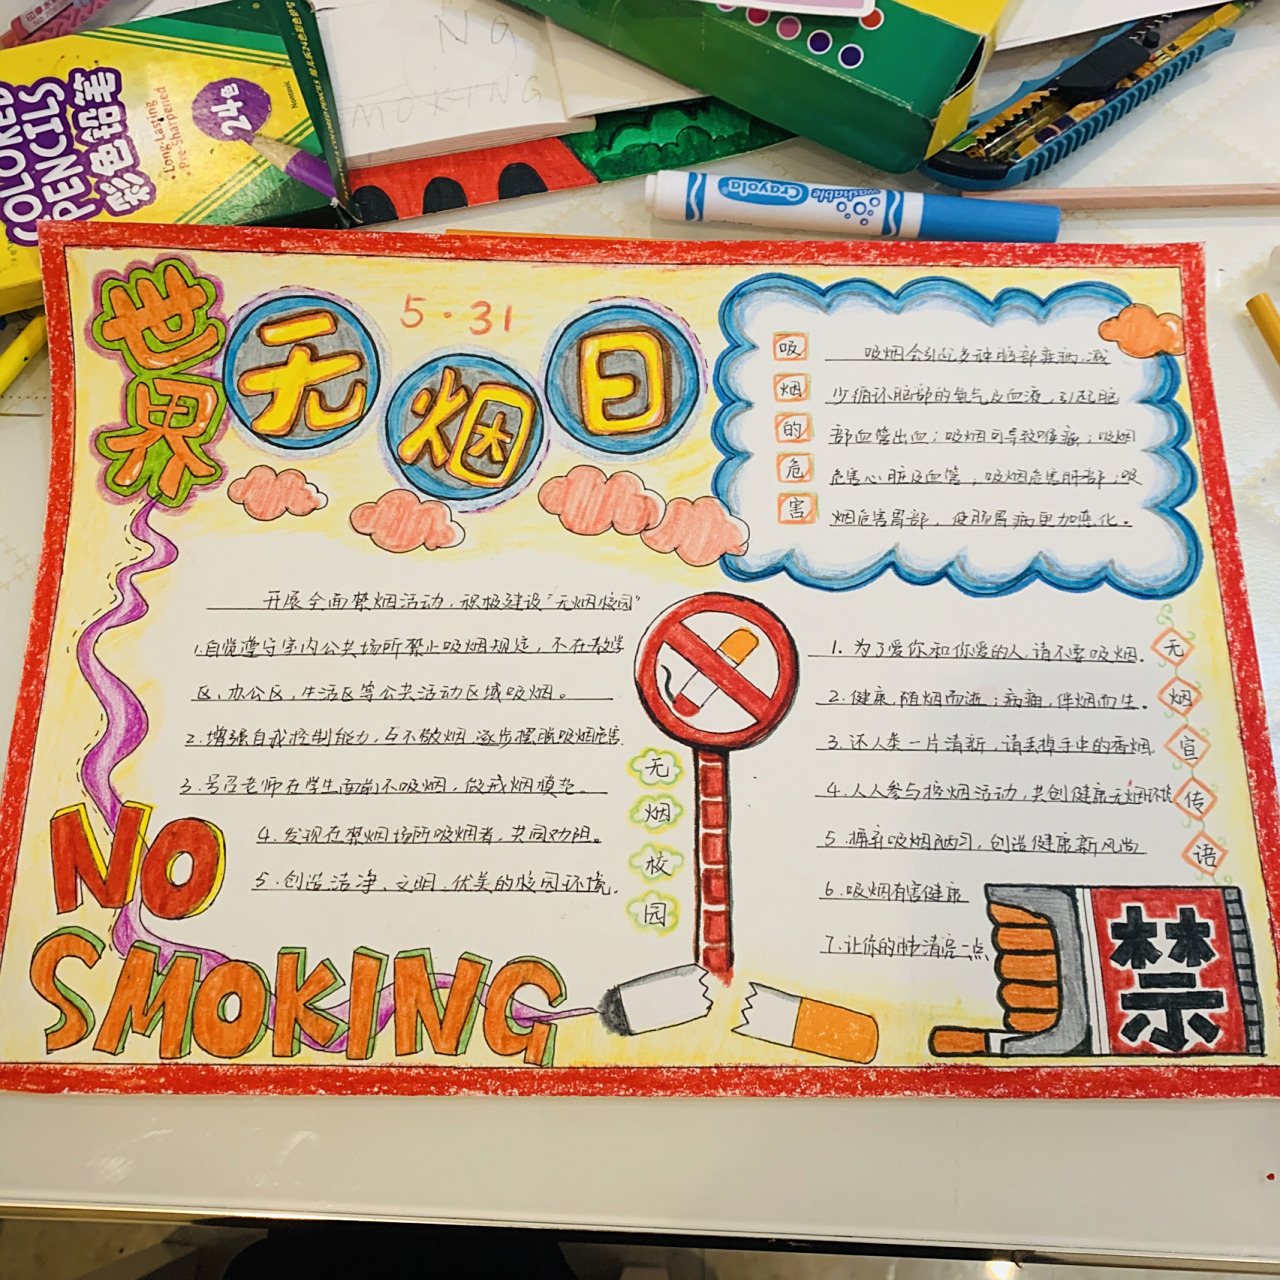 NO
SMOKING
COLORED
PENCILS
彩色铅笔
Long-Lasting
Pre-Sharpened
24色
Nontoxic
Crayola
washable
世界
无烟日
5·31
吸烟的危害
吸烟会引起多种脑部疾病,减
少循环脑部的氧气及血液,引起脑
部血管出血;吸烟可导致喉癌;吸烟
危害心脏及血管,吸烟危害肝部;吸
烟危害胃部,使肠胃病更加恶化。
开展全面禁烟活动,积极建设“无烟校园”
1.自觉遵守室内公共场所禁止吸烟规定,不在教学
区、办公区,生活区等公共活动区域吸烟。
2.增强自我控制能力,互不敬烟,逐步摆脱吸烟危害
3.号召老师在学生面前不吸烟,做戒烟模范。
4.发现在禁烟场所吸烟者,共同劝阻。
5.创造洁净、文明、优美的校园环境。
无烟校园
1.为了爱你和你爱的人,请不要吸烟.
2.健康,随烟而逝;病痛,伴烟而生.
3.还人类一片清新,请丢掉手中的香烟.
4.人人参与控烟活动,共创健康无烟环境
5.摒弃吸烟陋习,创造健康新风尚
6.吸烟有害健康
7.让你的肺清亮一点
无烟宣传语
NO
SMOKING
禁